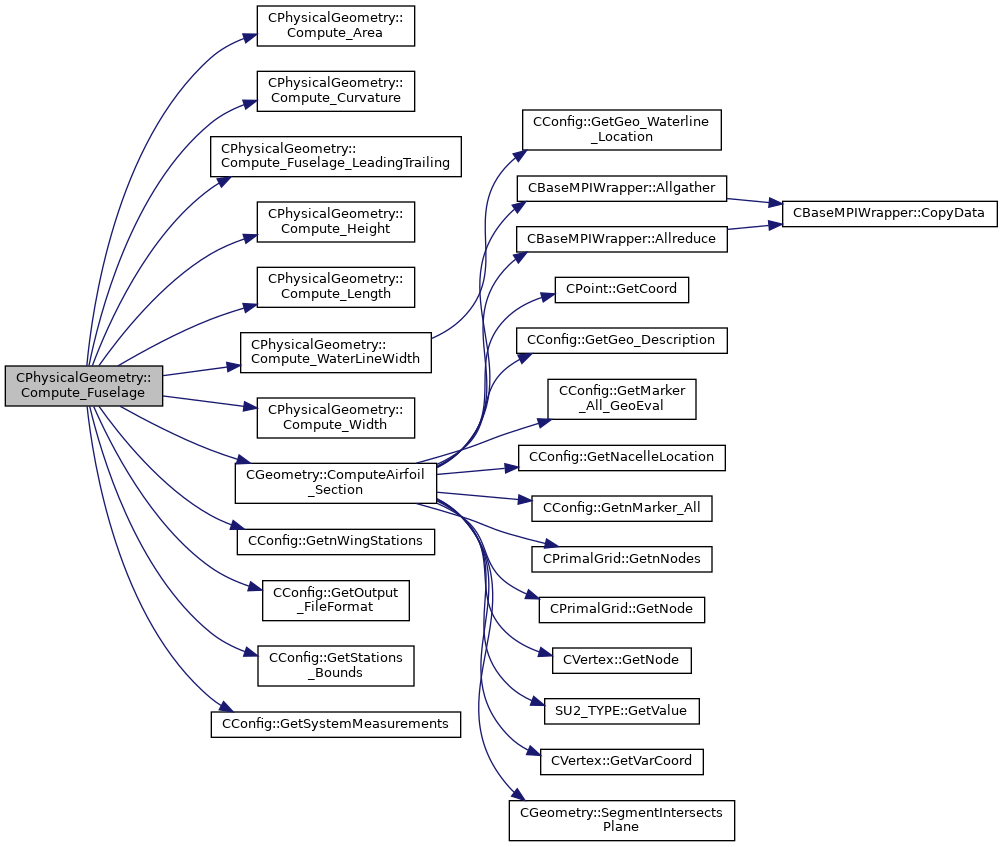 CPhysicalGeometry::
Compute_Fuselage
CPhysicalGeometry::
Compute_Area
CPhysicalGeometry::
Compute_Curvature
CPhysicalGeometry::
Compute_Fuselage_LeadingTrailing
CPhysicalGeometry::
Compute_Height
CPhysicalGeometry::
Compute_Length
CPhysicalGeometry::
Compute_WaterLineWidth
CPhysicalGeometry::
Compute_Width
CGeometry::ComputeAirfoil
_Section
CConfig::GetnWingStations
CConfig::GetOutput
_FileFormat
CConfig::GetStations
_Bounds
CConfig::GetSystemMeasurements
CConfig::GetGeo_Waterline
_Location
CBaseMPIWrapper::Allgather
CBaseMPIWrapper::Allreduce
CPoint::GetCoord
CConfig::GetGeo_Description
CConfig::GetMarker
_All_GeoEval
CConfig::GetNacelleLocation
CConfig::GetnMarker_All
CPrimalGrid::GetnNodes
CPrimalGrid::GetNode
CVertex::GetNode
SU2_TYPE::GetValue
CVertex::GetVarCoord
CGeometry::SegmentIntersects
Plane
CBaseMPIWrapper::CopyData